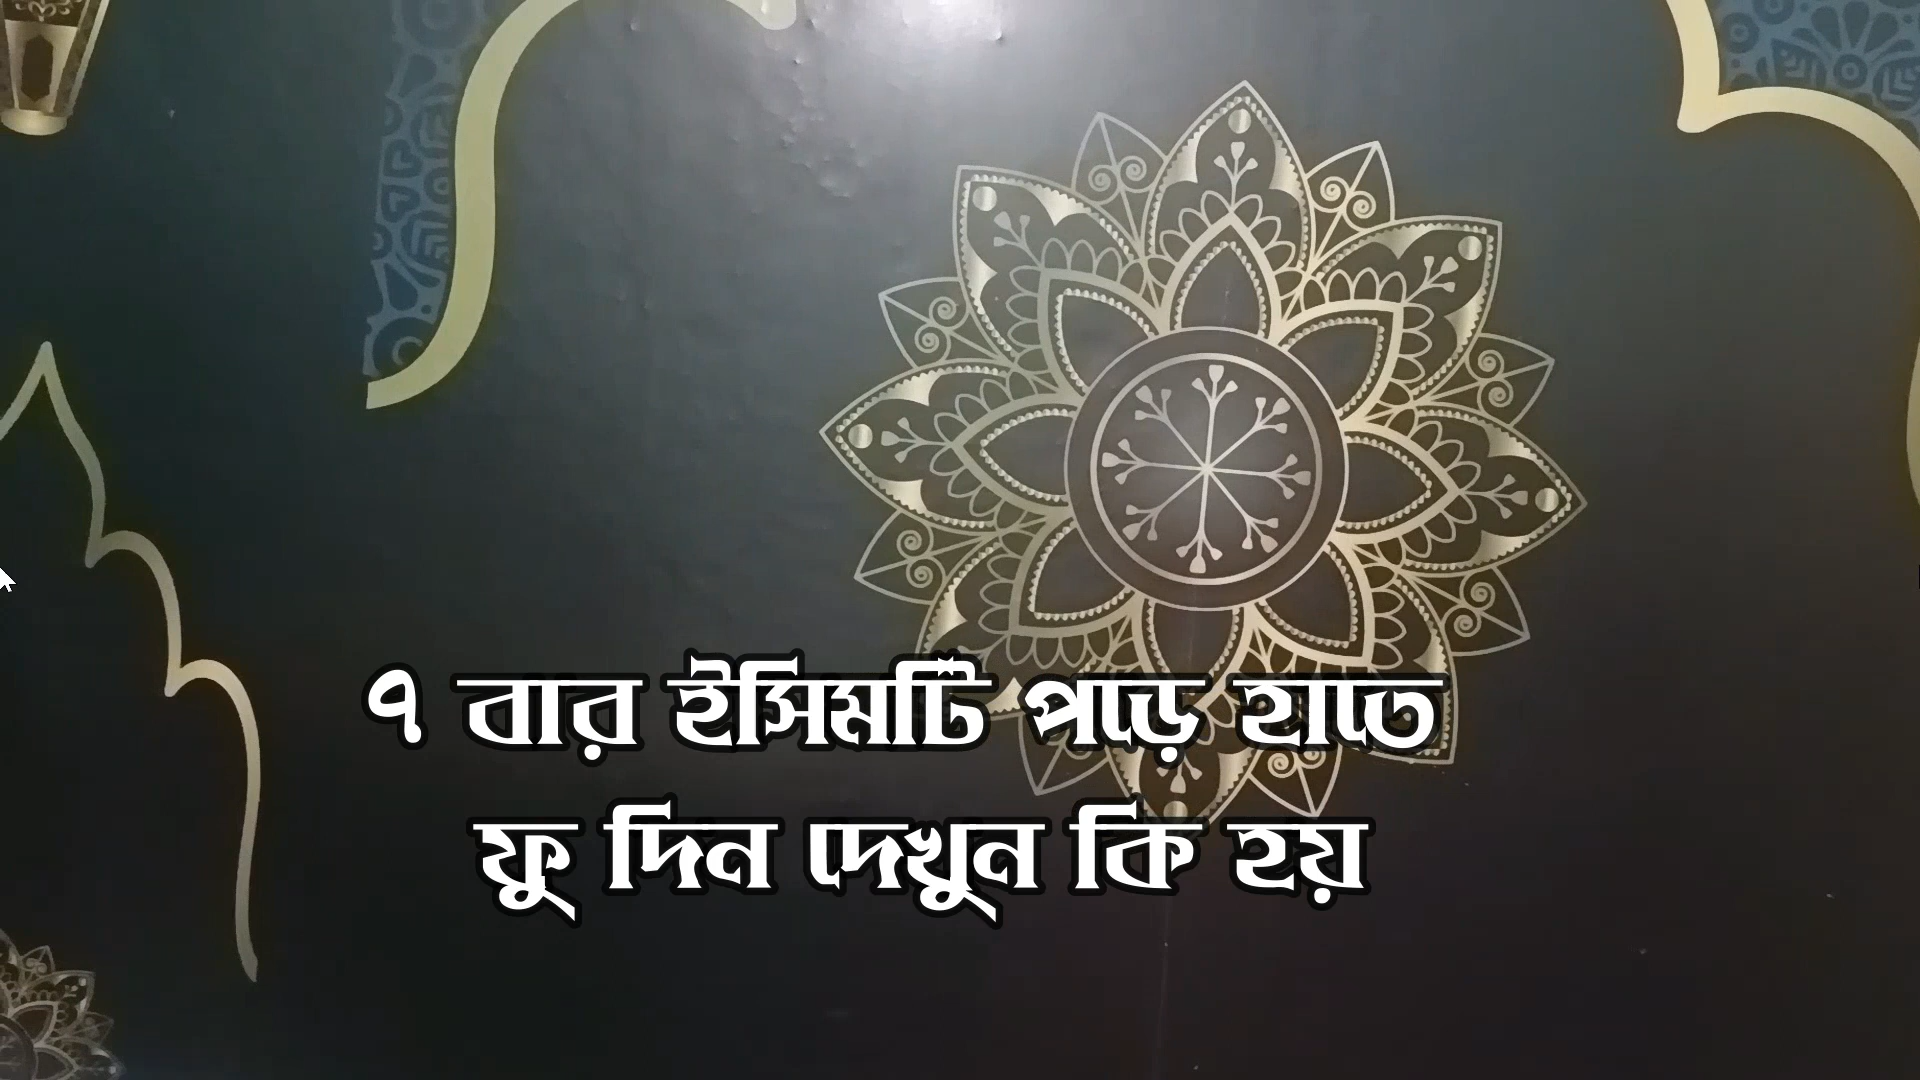 ৭ বার ইসিমটি পড়ে হাতে
ফু দিন দেখুন কি হয়